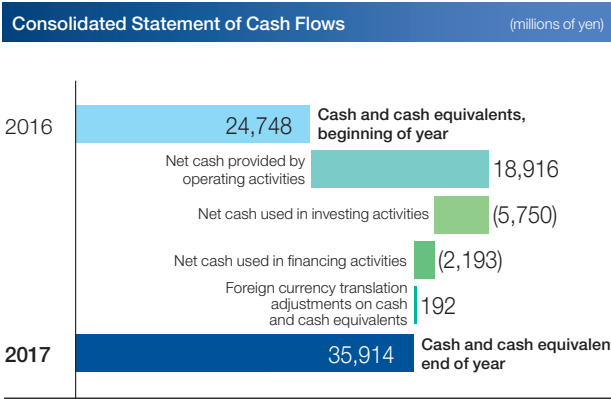 Consolidated Statement of Cash Flows (millions of yen)
2016
24,748
Cash and cash equivalents,
beginning of year
Net cash provided by
operating activities
18,916
Net cash used in investing activities (5,750)
Net cash used in financing activities (2,193)
Foreign currency translation
adjustments on cash
and cash equivalents
192
2017
35,914
Cash and cash equivalen
end of year